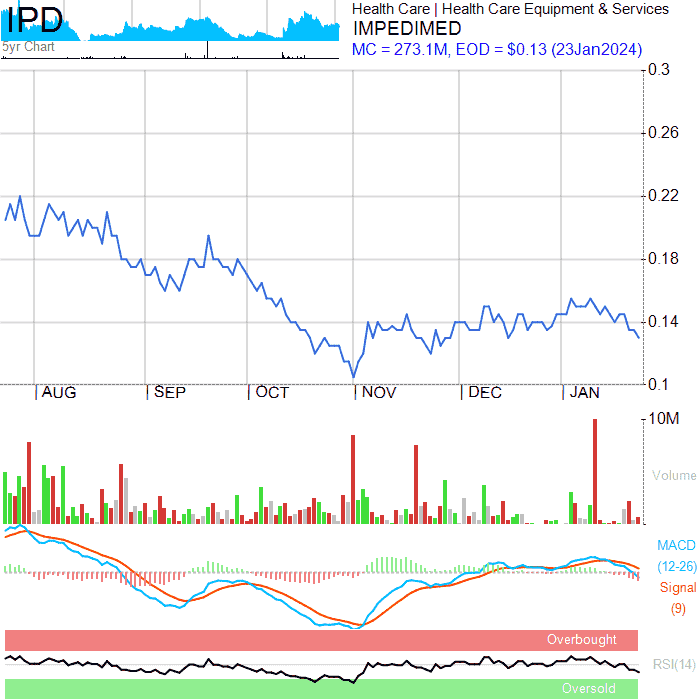 IPD
5yr Chart
Health Care | Health Care Equipment & Services
IMPEDIMED
MC = 273.1M, EOD = $0.13 (23Jan2024)
0.3
0.26
0.22
0.18
0.14
0.1
| AUG | SEP | OCT | NOV | DEC | JAN
10M
Volume
MACD
(12-26)
Signal
(9)
Overbought
RSI(14)
Oversold